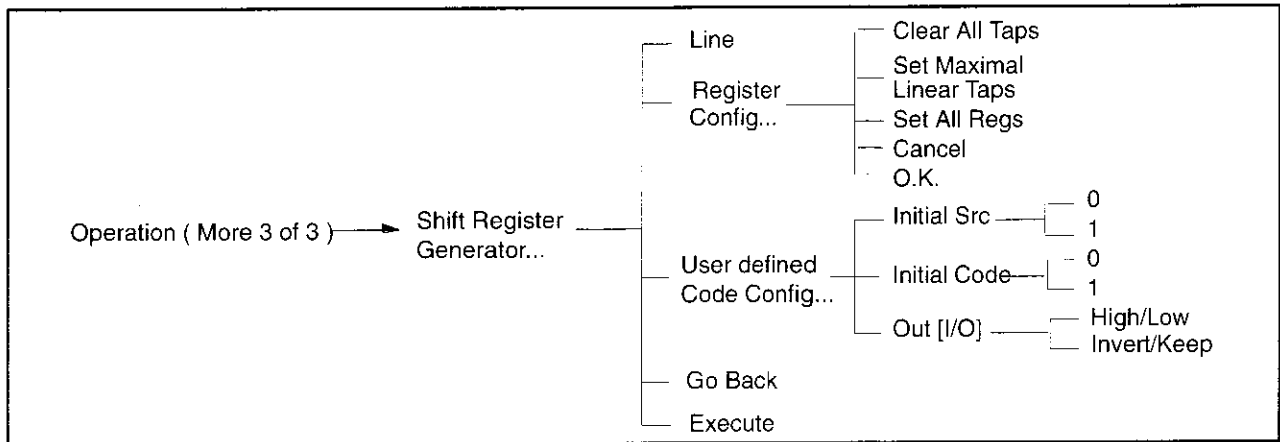 Operation ( More 3 of 3 )
Shift Register
Generator...
Line
Register
Config...
Clear All Taps
Set Maximal
Linear Taps
Set All Regs
Cancel
O.K.
User defined
Code Config...
Initial Src
0
1
Initial Code
0
1
Out [I/O]
High/Low
Invert/Keep
Go Back
Execute